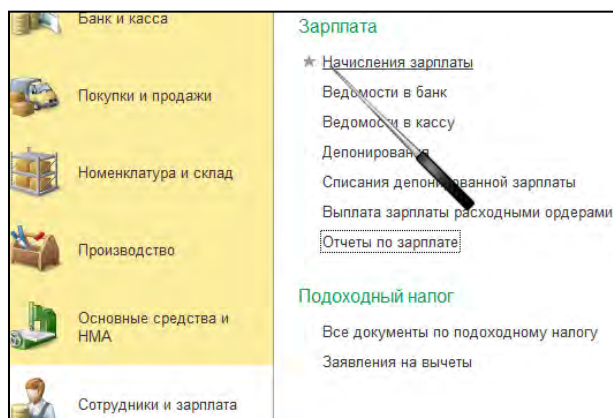 Банк и касса
Покупки и продажи
Номенклатура и склад
Производство
Основные средства и
НМА
Сотрудники и зарплата
Зарплата
Начисления зарплаты
Ведомости в банк
Ведомости в кассу
Депонирования
Списания депонированной зарплаты
Выплата зарплаты расходными ордерами
Отчеты по зарплате
Подоходный налог
Все документы по подоходному налогу
Заявления на вычеты